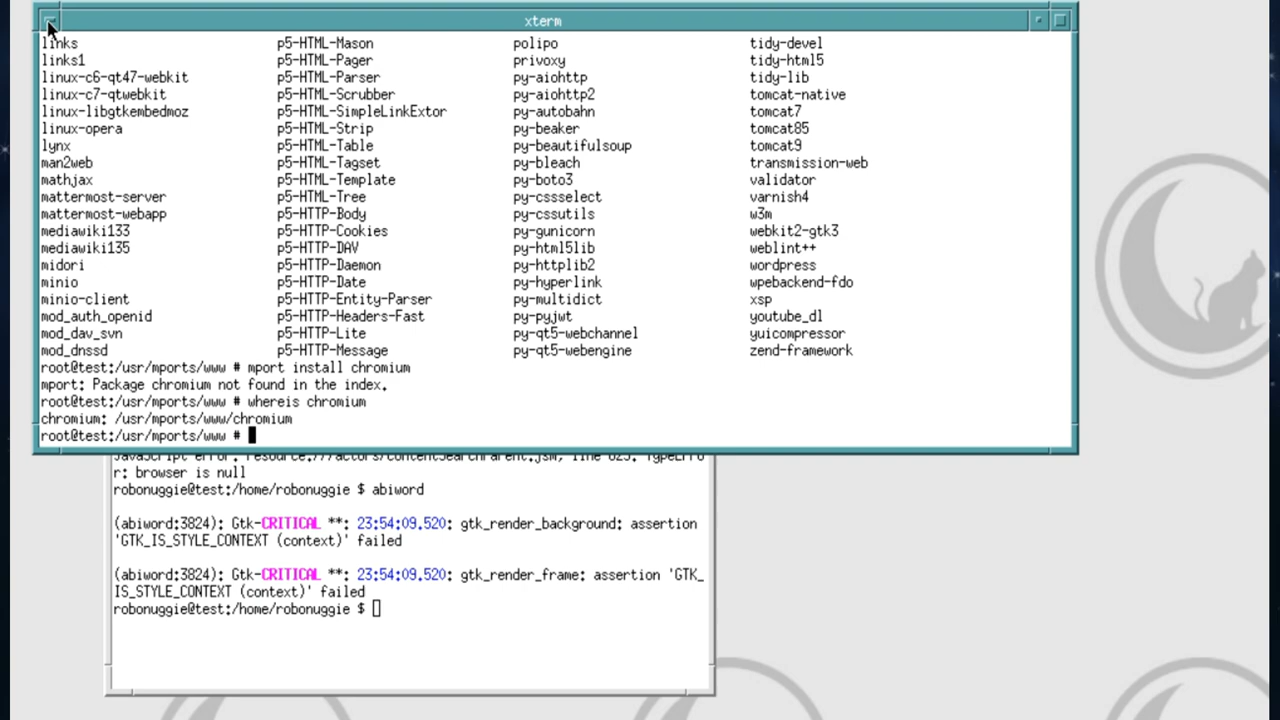 xterm
links p5-HTML-Mason polipo tidy-devel
links1 p5-HTML-Pager privoxy tidy-html5
linux-c6-qt47-webkit p5-HTML-Parser py-aiohttp tidy-lib
linux-c7-qtwebkit p5-HTML-Scrubber py-aiohttp2 tomcat-native
linux-libgtkembedmoz p5-HTML-SimpleLinkExtor py-autobahn tomcat7
linux-opera p5-HTML-Strip py-beaker tomcat85
lynx p5-HTML-Table py-beautifulsoup tomcat9
man2web p5-HTML-Tagset py-bleach transmission-web
mathjax p5-HTML-Template py-boto3 validator
mattermost-server p5-HTML-Tree py-cssselect varnish4
mattermost-webapp p5-HTTP-Body py-cssutils w3m
mediawiki133 p5-HTTP-Cookies py-gunicorn webkit2-gtk3
mediawiki135 p5-HTTP-DAV py-html5lib weblint++
midori p5-HTTP-Daemon py-httplib2 wordpress
minio p5-HTTP-Date py-hyperlink wpebackend-fdo
minio-client p5-HTTP-Entity-Parser py-multidict xsp
mod_auth_openid p5-HTTP-Headers-Fast py-pyjwt youtube_dl
mod_dav_svn p5-HTTP-Lite py-qt5-webchannel yuicompressor
mod_dnssd p5-HTTP-Message py-qt5-webengine zend-framework
root@test:/usr/mports/www # mport install chromium
mport: Package chromium not found in the index.
root@test:/usr/mports/www # whereis chromium
chromium: /usr/mports/www/chromium
root@test:/usr/mports/www #
JavaScript error: resource:///actors/ContentSearchParent.jsm, line 623: TypeErro
r: browser is null
robonuggie@test:/home/robonuggie $ abiword
(abiword:3824): Gtk-CRITICAL **: 23:54:09.520: gtk_render_background: assertion
'GTK_IS_STYLE_CONTEXT (context)' failed
(abiword:3824): Gtk-CRITICAL **: 23:54:09.520: gtk_render_frame: assertion 'GTK_
IS_STYLE_CONTEXT (context)' failed
robonuggie@test:/home/robonuggie $